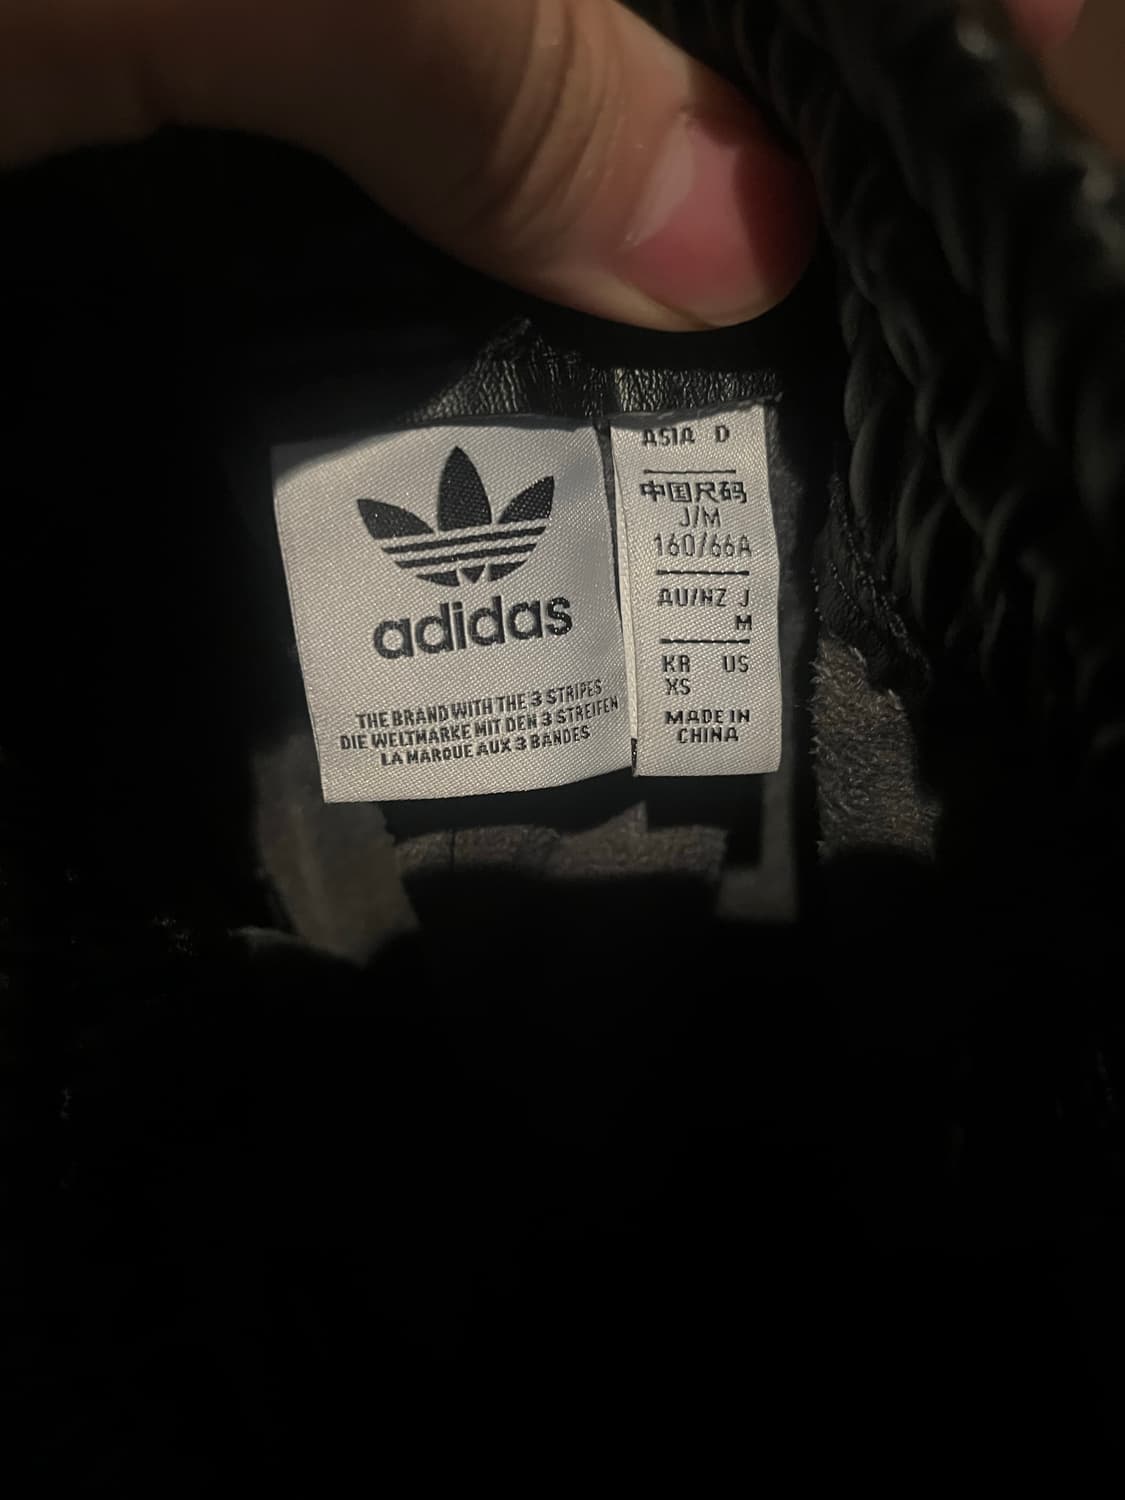 adidas
THE BRAND WITH THE 3 STRIPES
DIE WELTMARKE MIT DEN 3 STREIFEN
LA MARQUE AUX 3 BANDES
ASIA D
中国尺码
J/M
160/66A
AU/NZ J
M
KR US
XS
MADE IN
CHINA